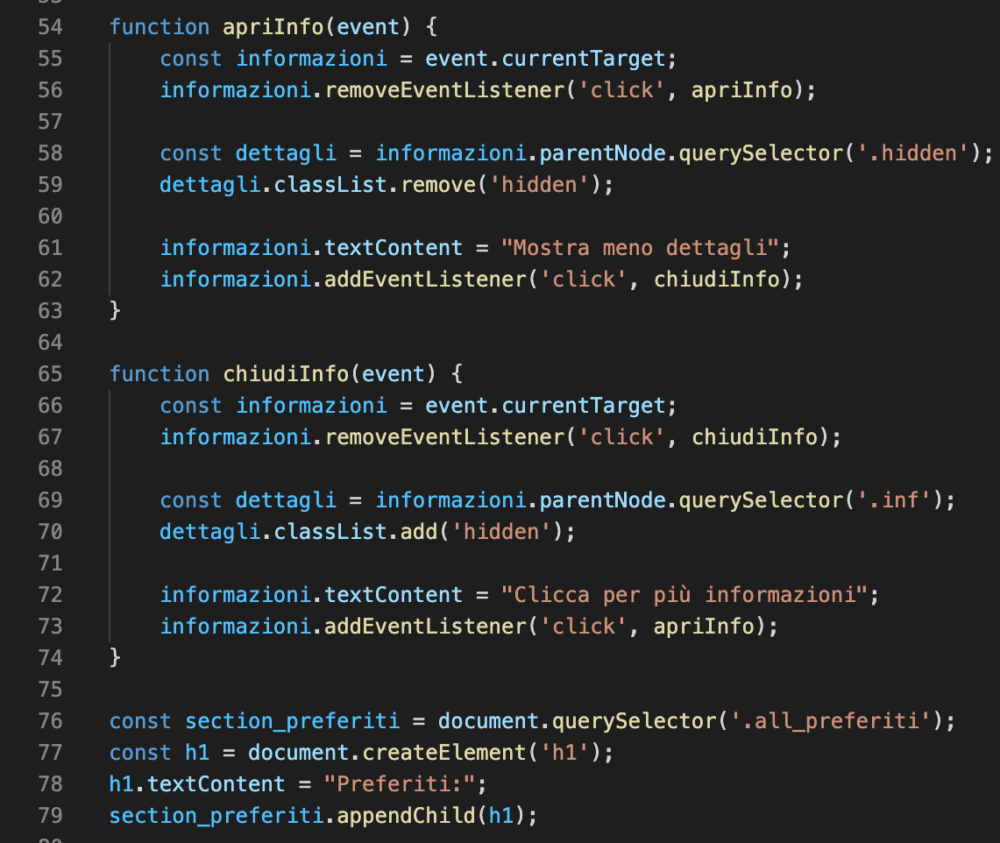 54 function apriInfo(event) {
55 const informazioni = event.currentTarget;
56 informazioni.removeEventListener('click', apriInfo);
57
58 const dettagli = informazioni.parentNode.querySelector('.hidden');
59 dettagli.classList.remove('hidden');
60
61 informazioni.textContent = "Mostra meno dettagli";
62 informazioni.addEventListener('click', chiudiInfo);
63 }
64
65 function chiudiInfo(event) {
66 const informazioni = event.currentTarget;
67 informazioni.removeEventListener('click', chiudiInfo);
68
69 const dettagli = informazioni.parentNode.querySelector('.inf');
70 dettagli.classList.add('hidden');
71
72 informazioni.textContent = "Clicca per più informazioni";
73 informazioni.addEventListener('click', apriInfo);
74 }
75
76 const section_preferiti = document.querySelector('.all_preferiti');
77 const h1 = document.createElement('h1');
78 h1.textContent = "Preferiti:";
79 section_preferiti.appendChild(h1);